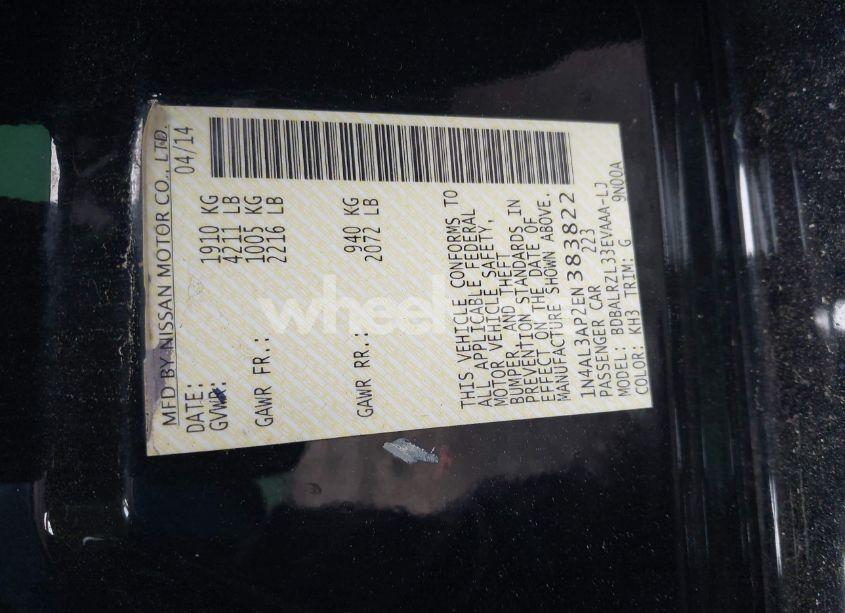 MFD BY NISSAN MOTOR CO., LTD.
DATE: 04/14
GVWR: 1910 KG
4211 LB
GAWR FR.: 1005 KG
2216 LB
GAWR RR.: 940 KG
2072 LB
THIS VEHICLE CONFORMS TO
ALL APPLICABLE FEDERAL
MOTOR VEHICLE SAFETY,
BUMPER, AND THEFT
PREVENTION STANDARDS IN
EFFECT ON THE DATE OF
MANUFACTURE SHOWN ABOVE.
1N4AL3AP2EN383822
PASSENGER CAR 223
MODEL: BDBALRZL33EVAAA-LJ
COLOR: KH3 TRIM: G 9N00A